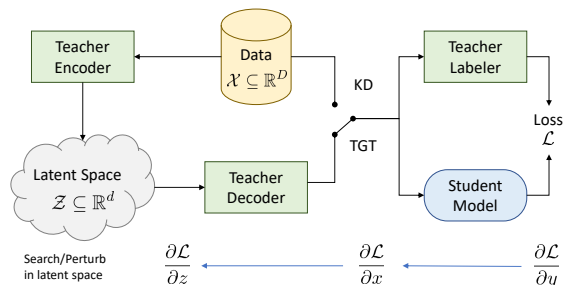 Teacher
Encoder
Data
𝒳 ⊆ ℝ^D
Teacher
Labeler
KD
TGT
Loss
ℒ
Latent Space
𝒵 ⊆ ℝ^d
Teacher
Decoder
Student
Model
Search/Perturb
in latent space
∂ℒ/∂z
∂ℒ/∂x
∂ℒ/∂y